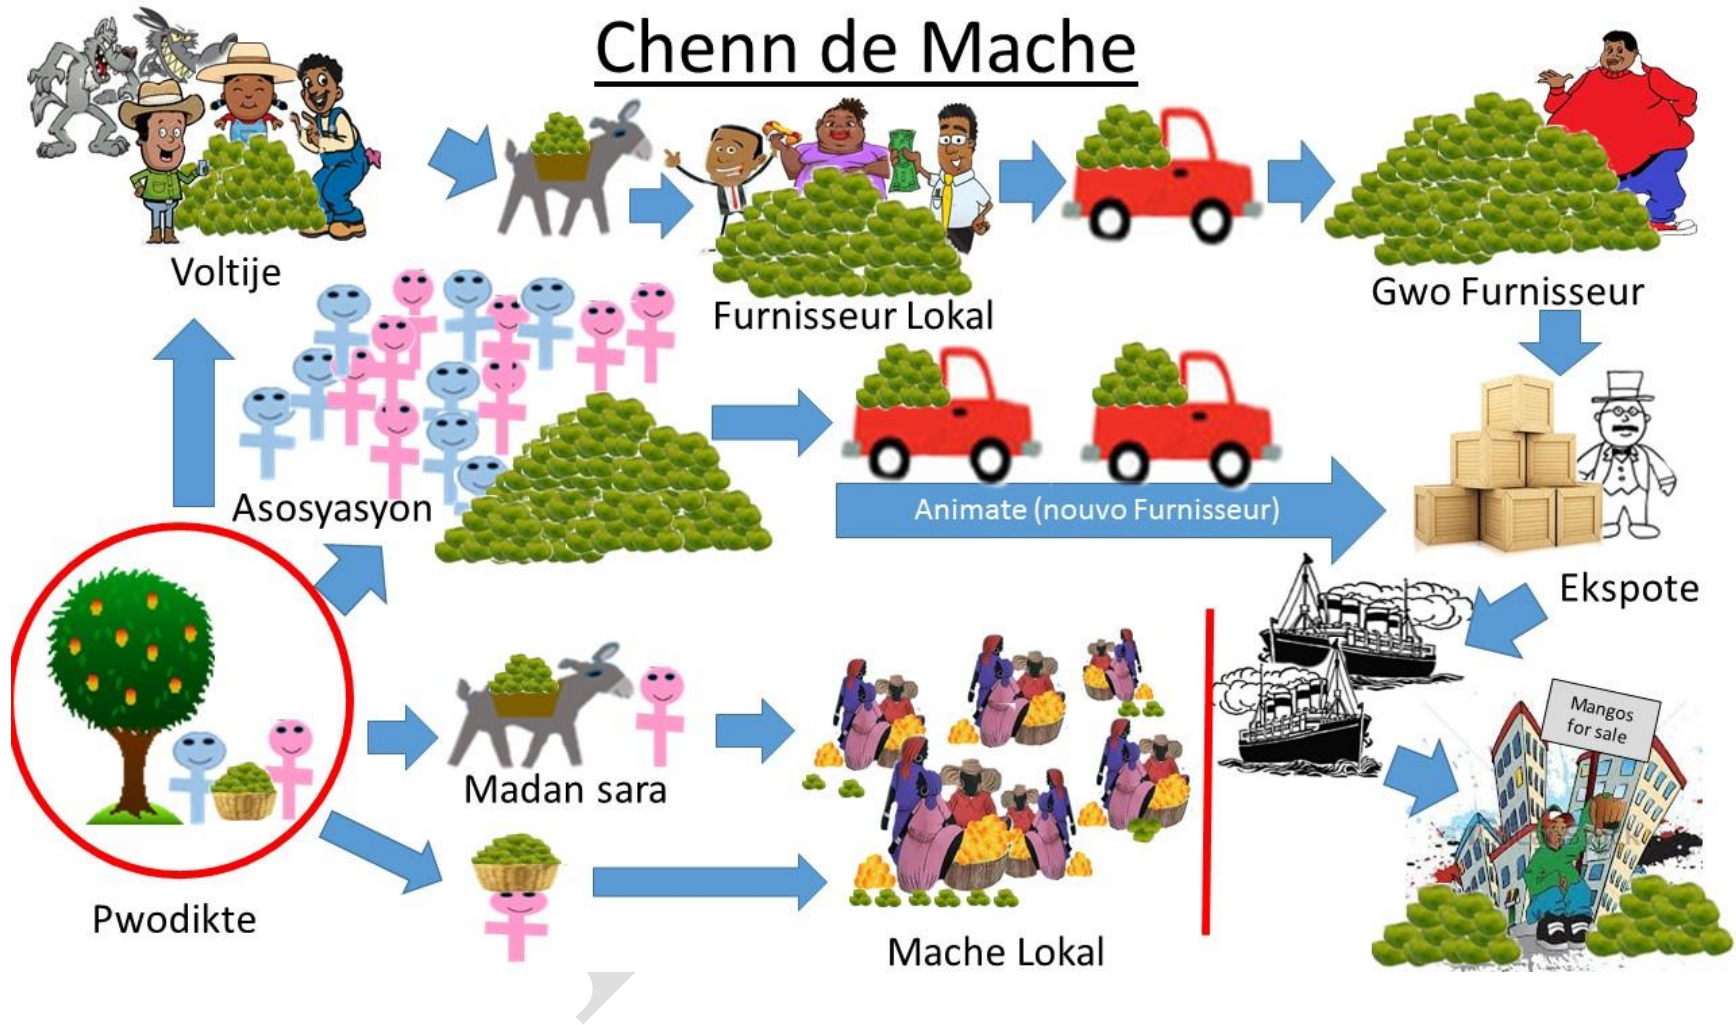 Chenn de Mache
Voltije
Furnisseur Lokal
Gwo Furnisseur
Asosyasyon
Animate (nouvo Furnisseur)
Ekspote
Mangos
for sale
Madan sara
Pwodikte
Mache Lokal